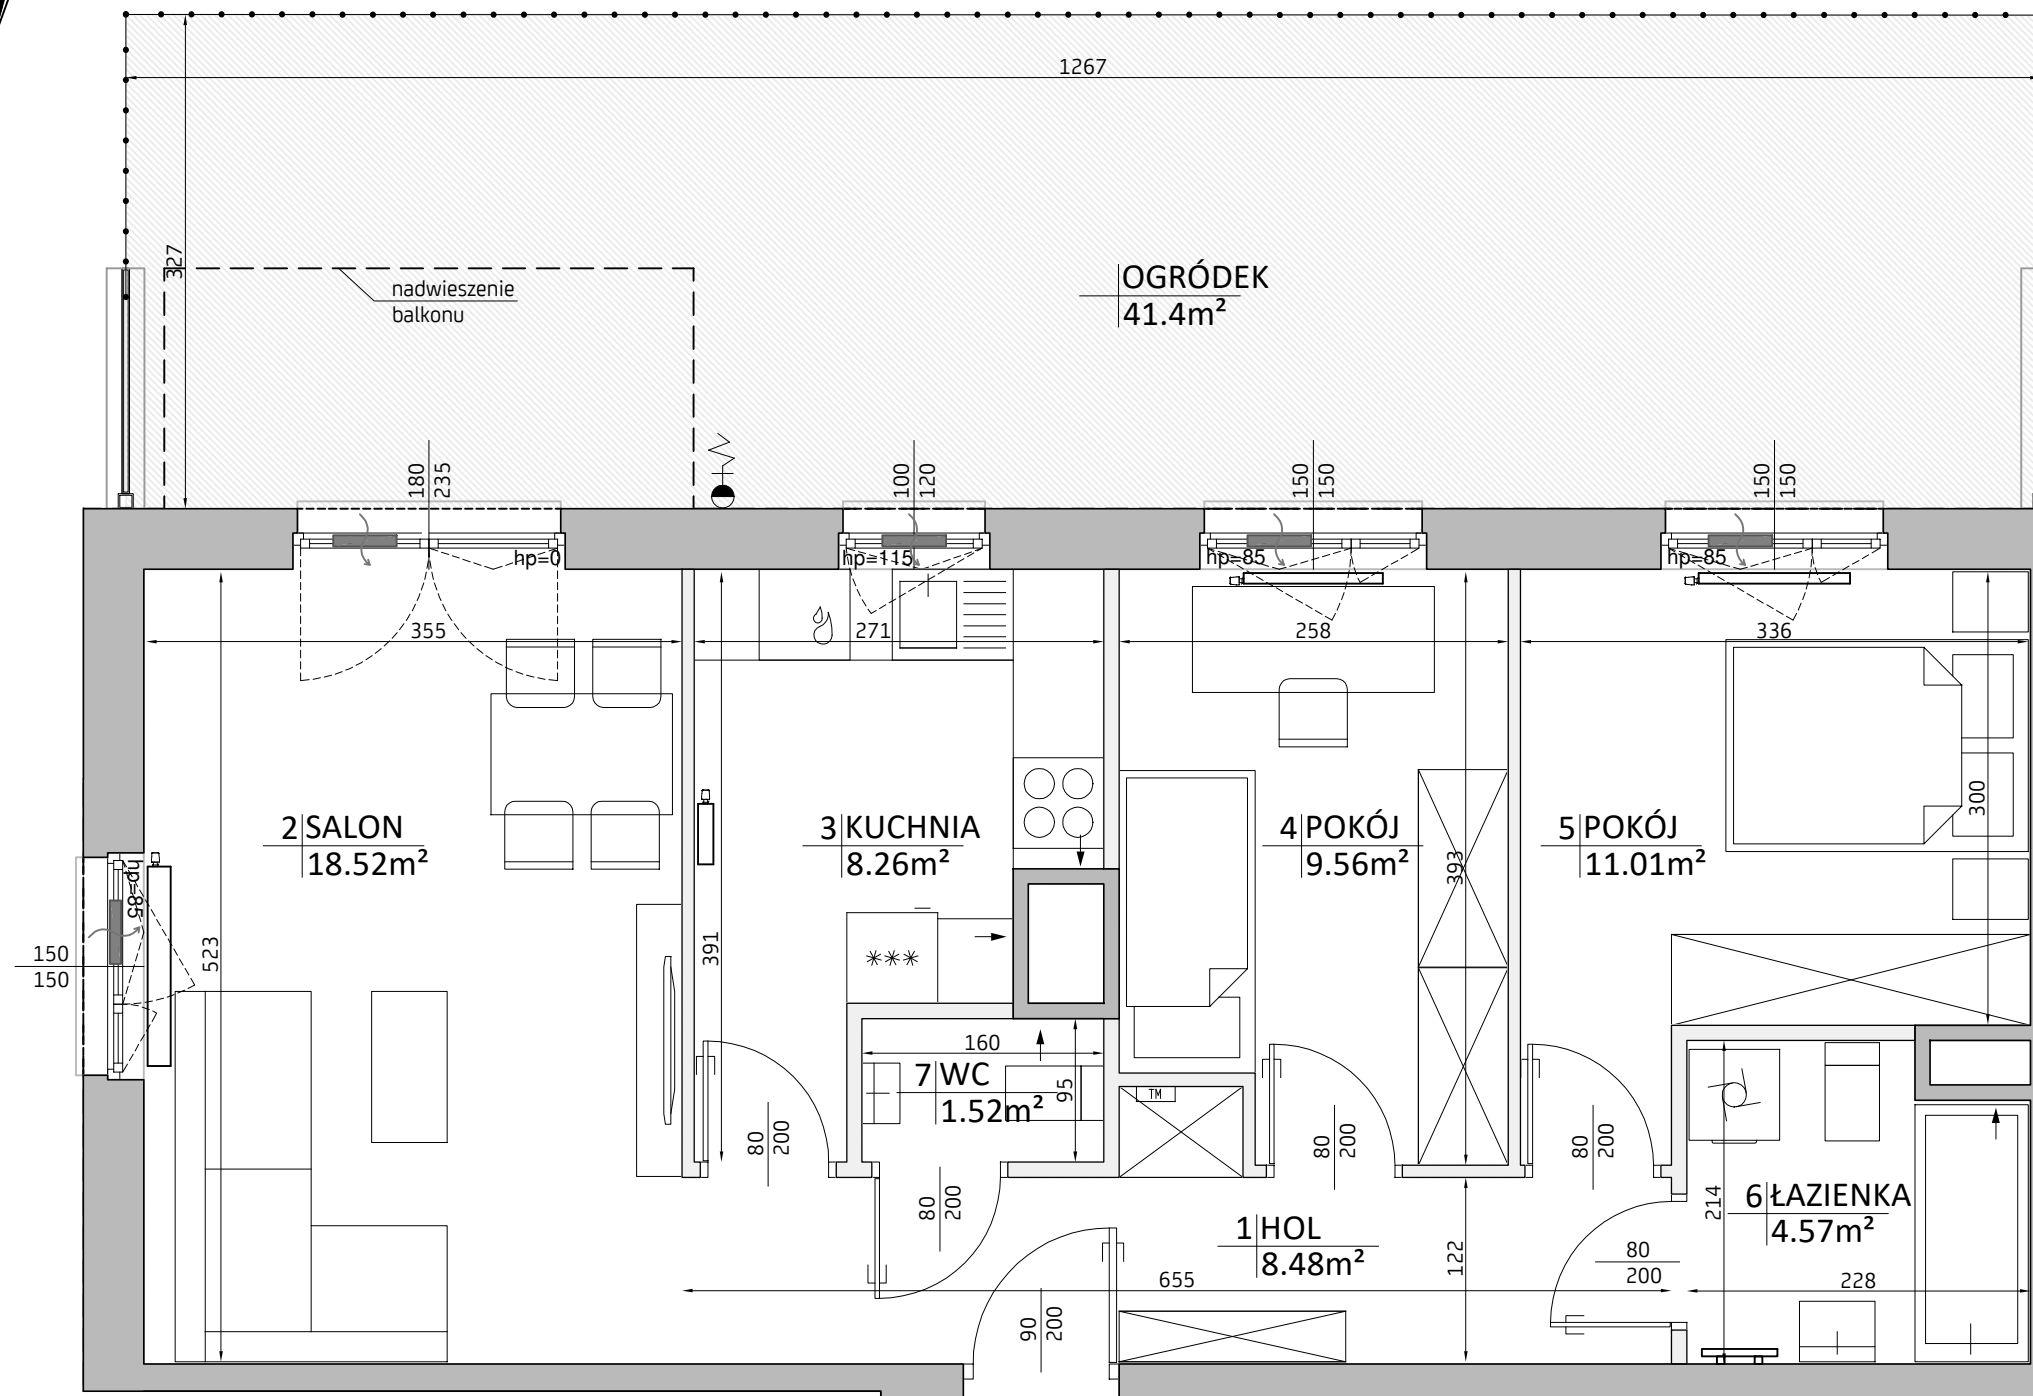 1267
327
nadwieszenie
balkonu
OGRÓDEK
41.4m²
180
235
100
120
150
150
150
150
hp=0
hp=115
hp=85
hp=85
355
271
258
336
2 SALON
18.52m²
3 KUCHNIA
8.26m²
4 POKÓJ
9.56m²
5 POKÓJ
11.01m²
393
300
hp=85
150
150
523
391
***
160
7 WC
1.52m²
95
TM
80
200
80
200
80
200
80
200
214
6 ŁAZIENKA
4.57m²
1 HOL
8.48m²
122
80
200
655
228
90
200